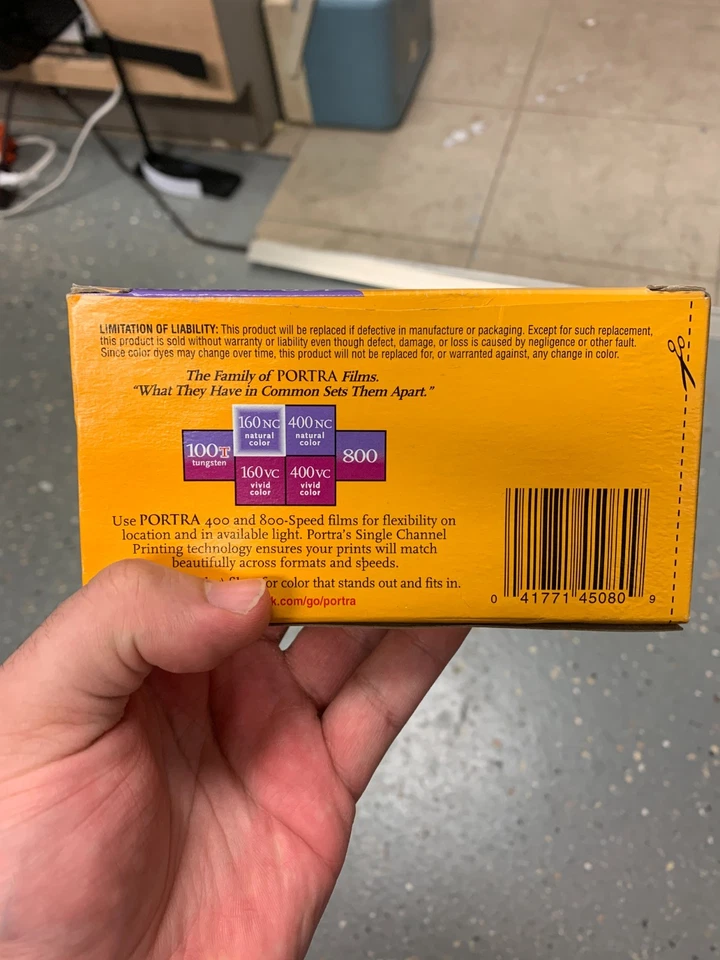 LIMITATION OF LIABILITY: This product will be replaced if defective in manufacture or packaging. Except for such replacement,
this product is sold without warranty or liability even though defect, damage, or loss is caused by negligence or other fault.
Since color dyes may change over time, this product will not be replaced for, or warranted against, any change in color.
The Family of PORTRA Films.
"What They Have in Common Sets Them Apart."
160NC
natural
color
400NC
natural
color
100T
tungsten
800
160VC
vivid
color
400VC
vivid
color
Use PORTRA 400 and 800-Speed films for flexibility on
location and in available light. Portra's Single Channel
Printing technology ensures your prints will match
beautifully across formats and speeds.
for color that stands out and fits in.
k.com/go/portra
0 41771 45080 9